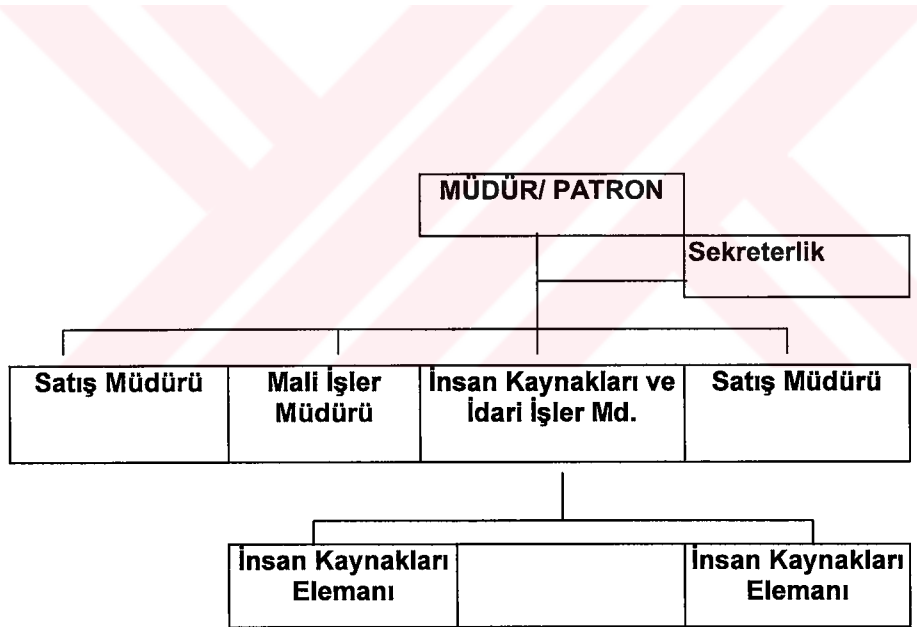 MÜDÜR/ PATRON
Sekreterlik
Satış Müdürü
Mali İşler
Müdürü
İnsan Kaynakları ve
İdari İşler Md.
Satış Müdürü
İnsan Kaynakları
Elemanı
İnsan Kaynakları
Elemanı